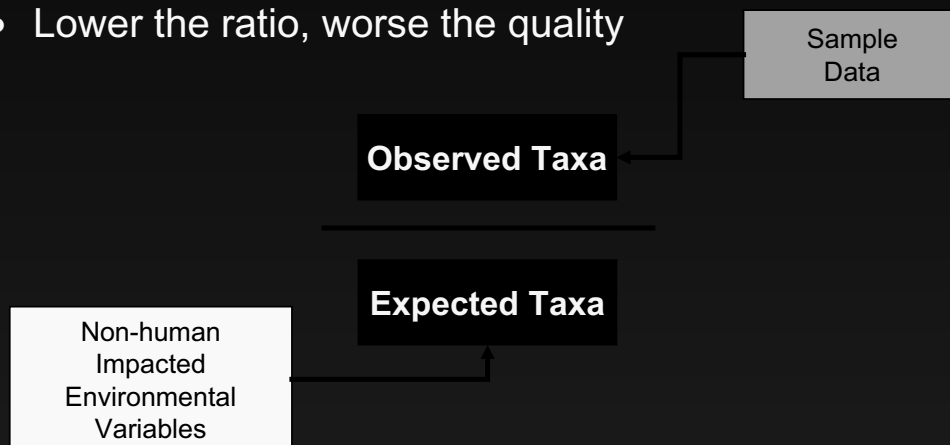 • Lower the ratio, worse the quality
Sample
Data
Observed Taxa
Expected Taxa
Non-human
Impacted
Environmental
Variables